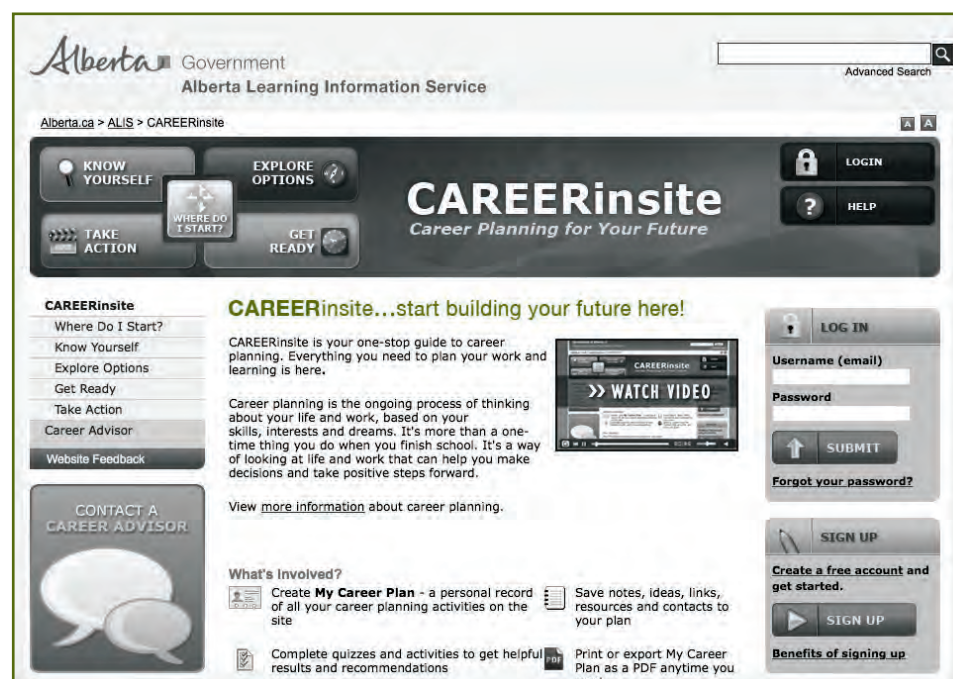 Alberta Government
Alberta Learning Information Service
Advanced Search
Alberta.ca > ALIS > CAREERinsite
A A
KNOW
YOURSELF
EXPLORE
OPTIONS
WHERE DO
I START?
TAKE
ACTION
GET
READY
CAREERinsite
Career Planning for Your Future
LOGIN
HELP
CAREERinsite
Where Do I Start?
Know Yourself
Explore Options
Get Ready
Take Action
Career Advisor
Website Feedback
CONTACT A
CAREER ADVISOR
CAREERinsite...start building your future here!
CAREERinsite is your one-stop guide to career
planning. Everything you need to plan your work and
learning is here.
Career planning is the ongoing process of thinking
about your life and work, based on your
skills, interests and dreams. It's more than a one-
time thing you do when you finish school. It's a way
of looking at life and work that can help you make
decisions and take positive steps forward.
View more information about career planning.
CAREERinsite
>> WATCH VIDEO
What's Involved?
Create My Career Plan - a personal record
of all your career planning activities on the
site
Save notes, ideas, links,
resources and contacts to
your plan
Complete quizzes and activities to get helpful
results and recommendations
PDF
Print or export My Career
Plan as a PDF anytime you
LOG IN
Username (email)
Password
SUBMIT
Forgot your password?
SIGN UP
Create a free account and
get started.
SIGN UP
Benefits of signing up